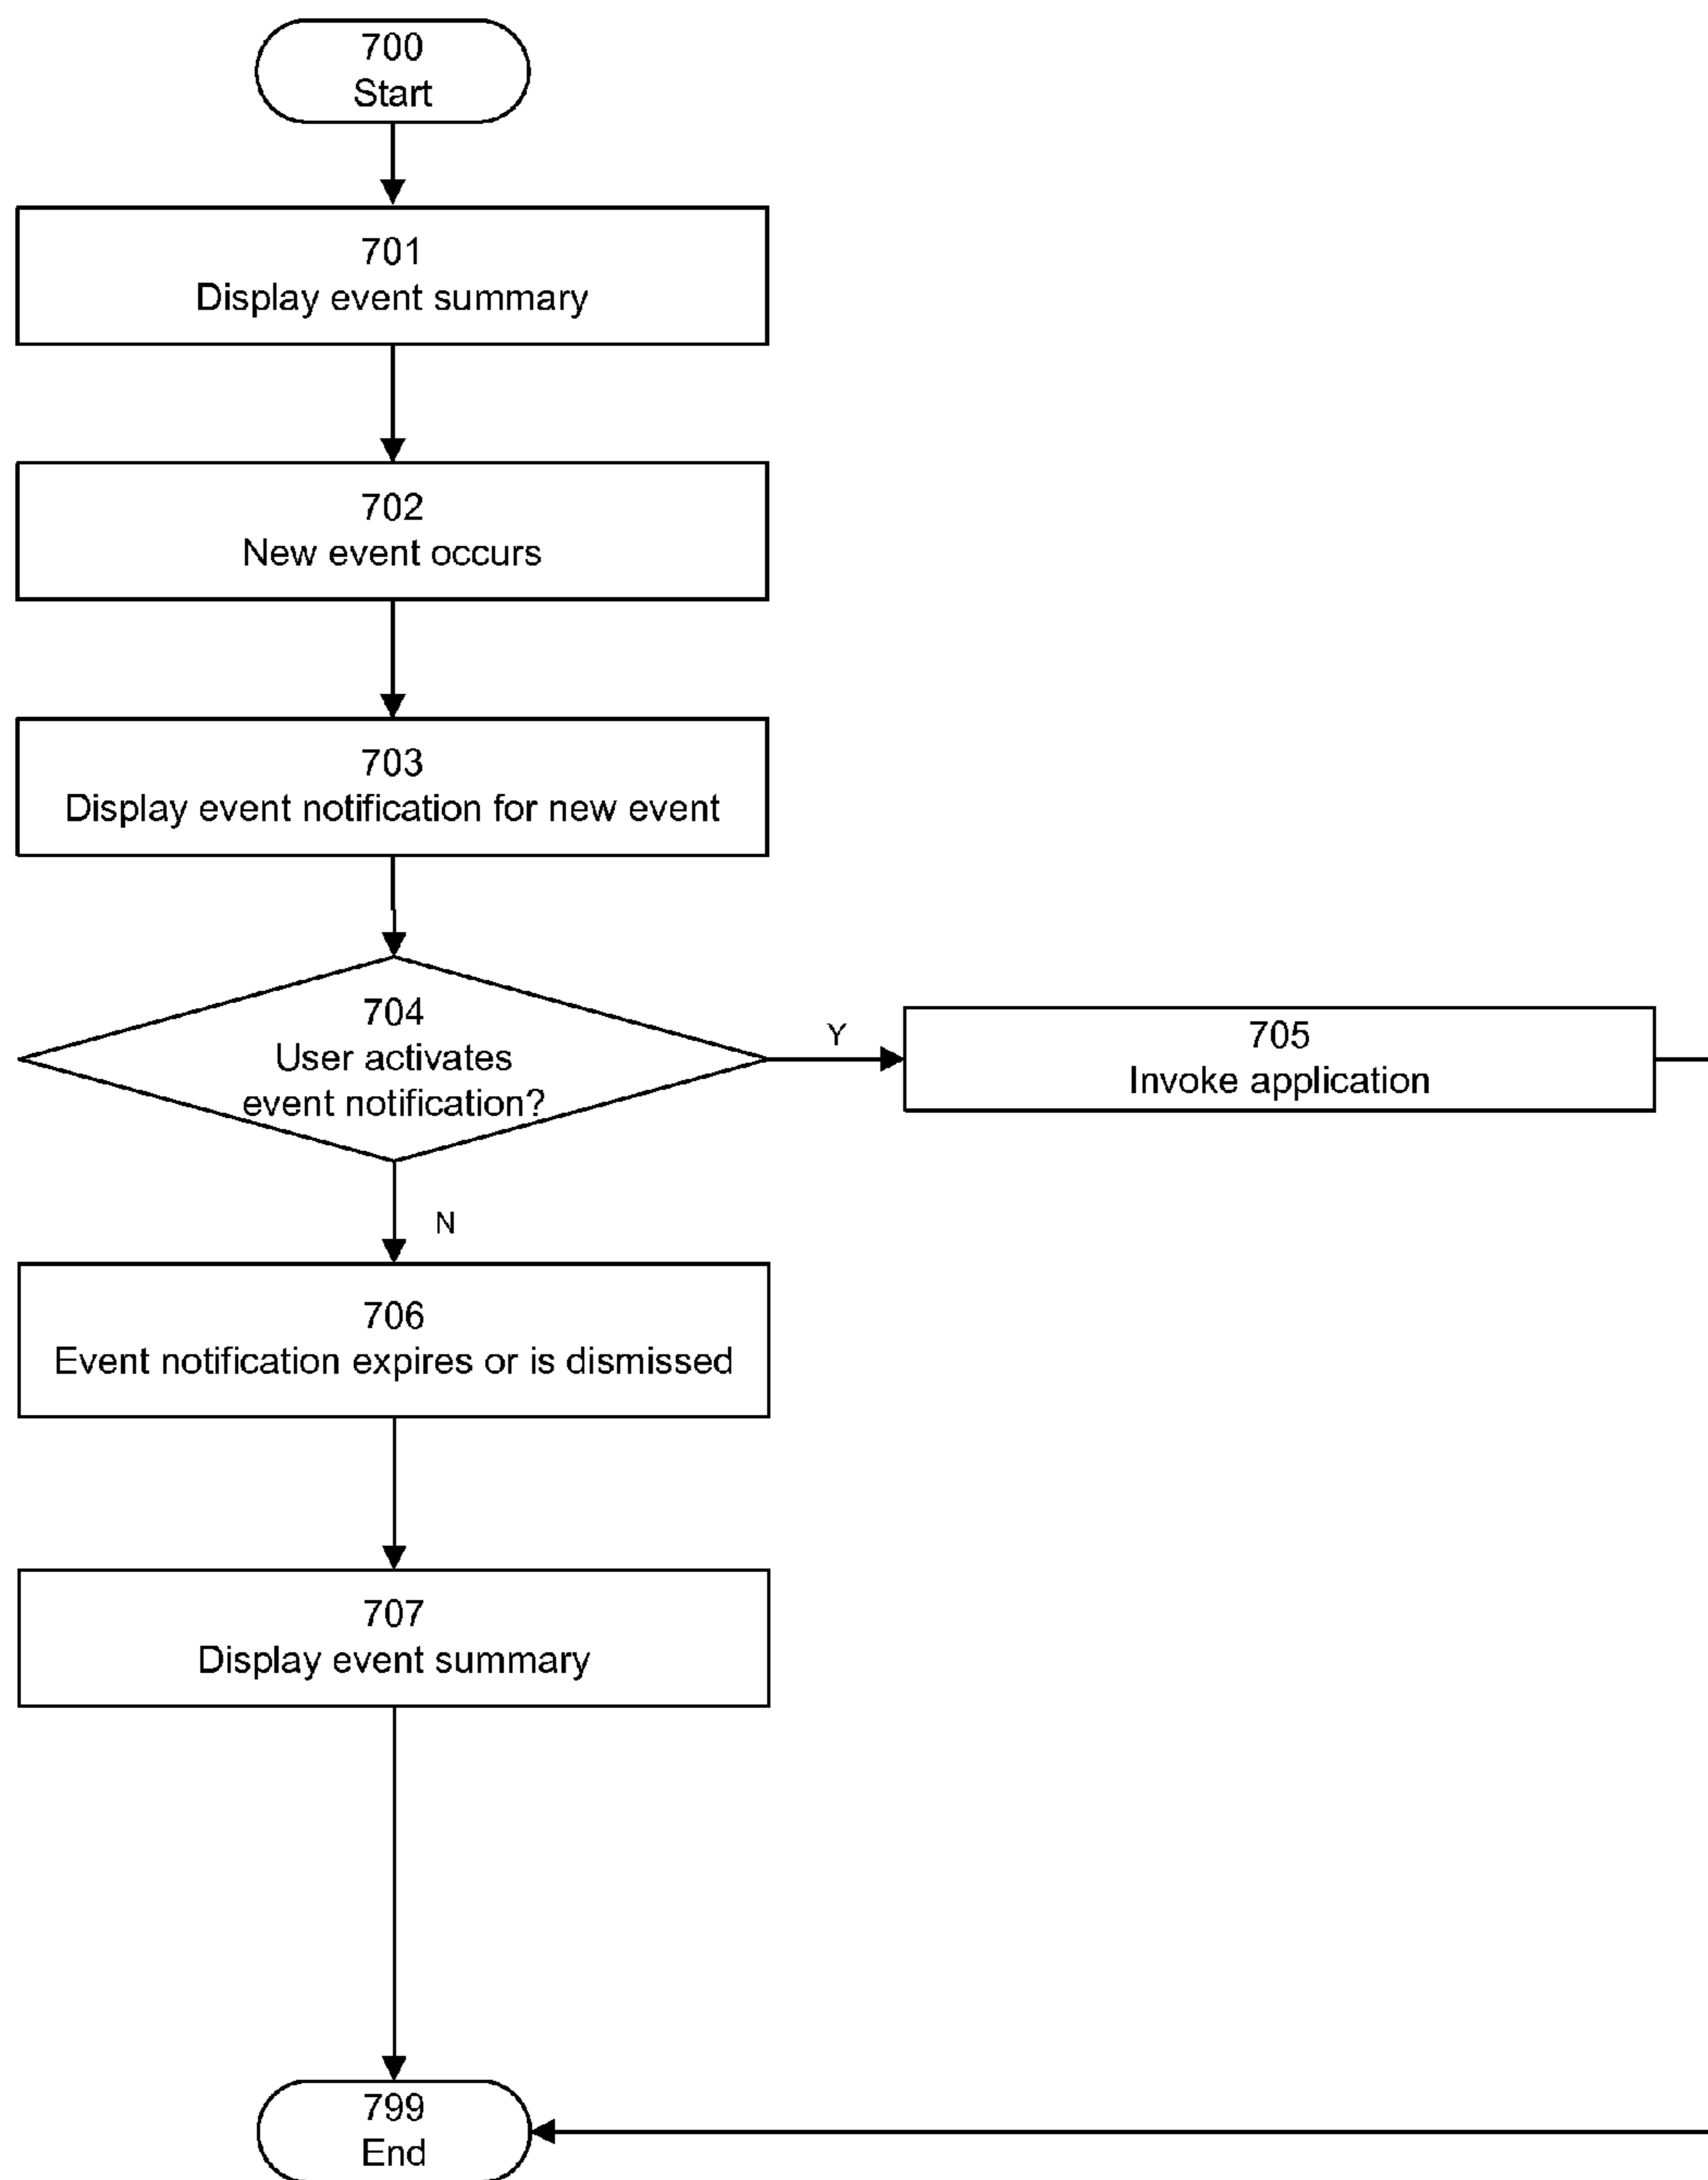 700
Start
701
Display event summary
702
New event occurs
703
Display event notification for new event
704
User activates
event notification?
Y
705
Invoke application
N
706
Event notification expires or is dismissed
707
Display event summary
799
End